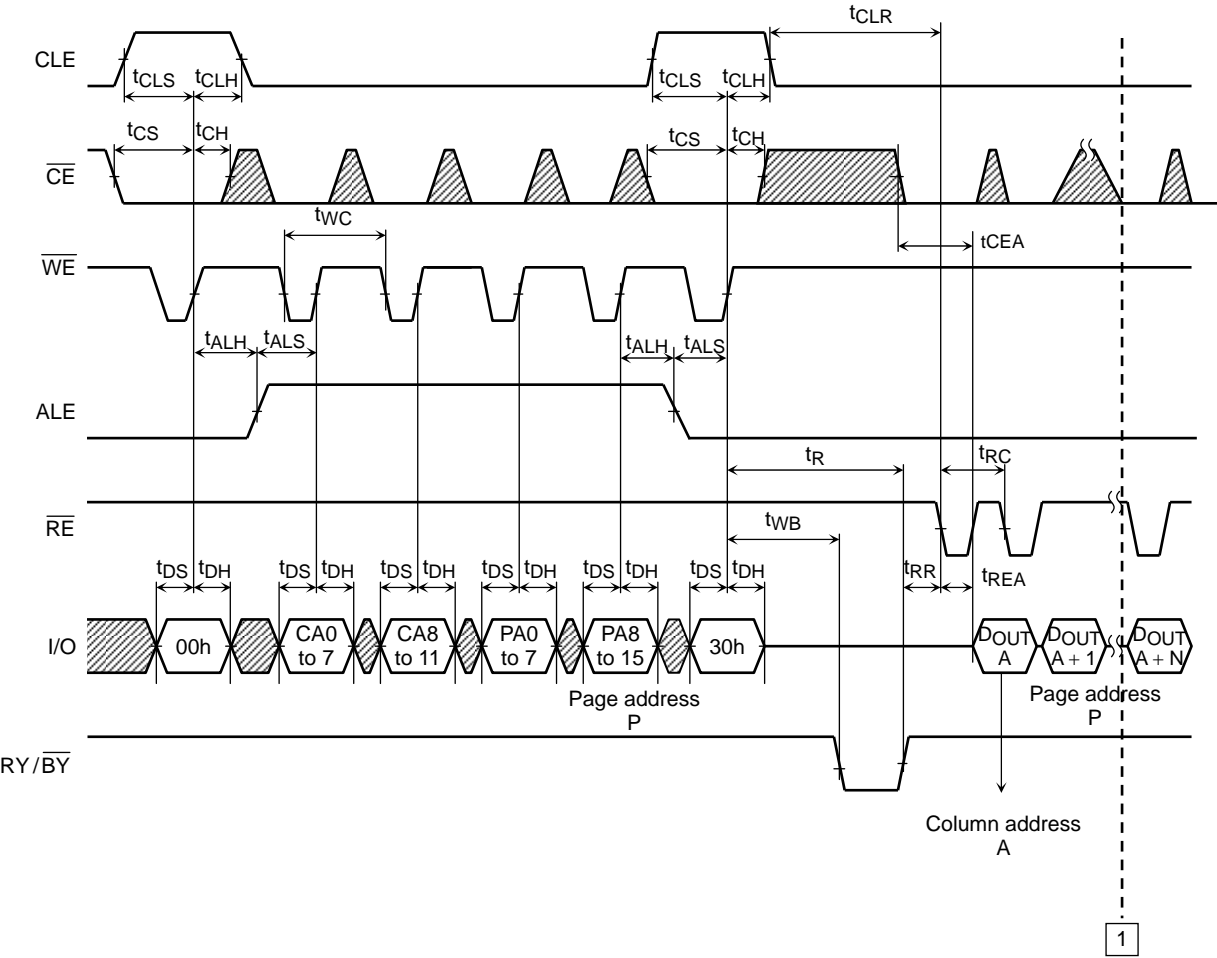 tCLR
CLE
tCLS tCLH tCLS tCLH
tCS tCH tCS tCH
CE
tWC
tCEA
WE
tALH tALS tALH tALS
ALE
tR tRC
RE
tWB
tDS tDH tDS tDH tDS tDH tDS tDH tDS tDH tDS tDH tRR tREA
I/O
00h
CA0
to 7
CA8
to 11
PA0
to 7
PA8
to 15
30h
DOUT
A
DOUT
A + 1
DOUT
A + N
Page address
P
Page address
P
RY/BY
Column address
A
1